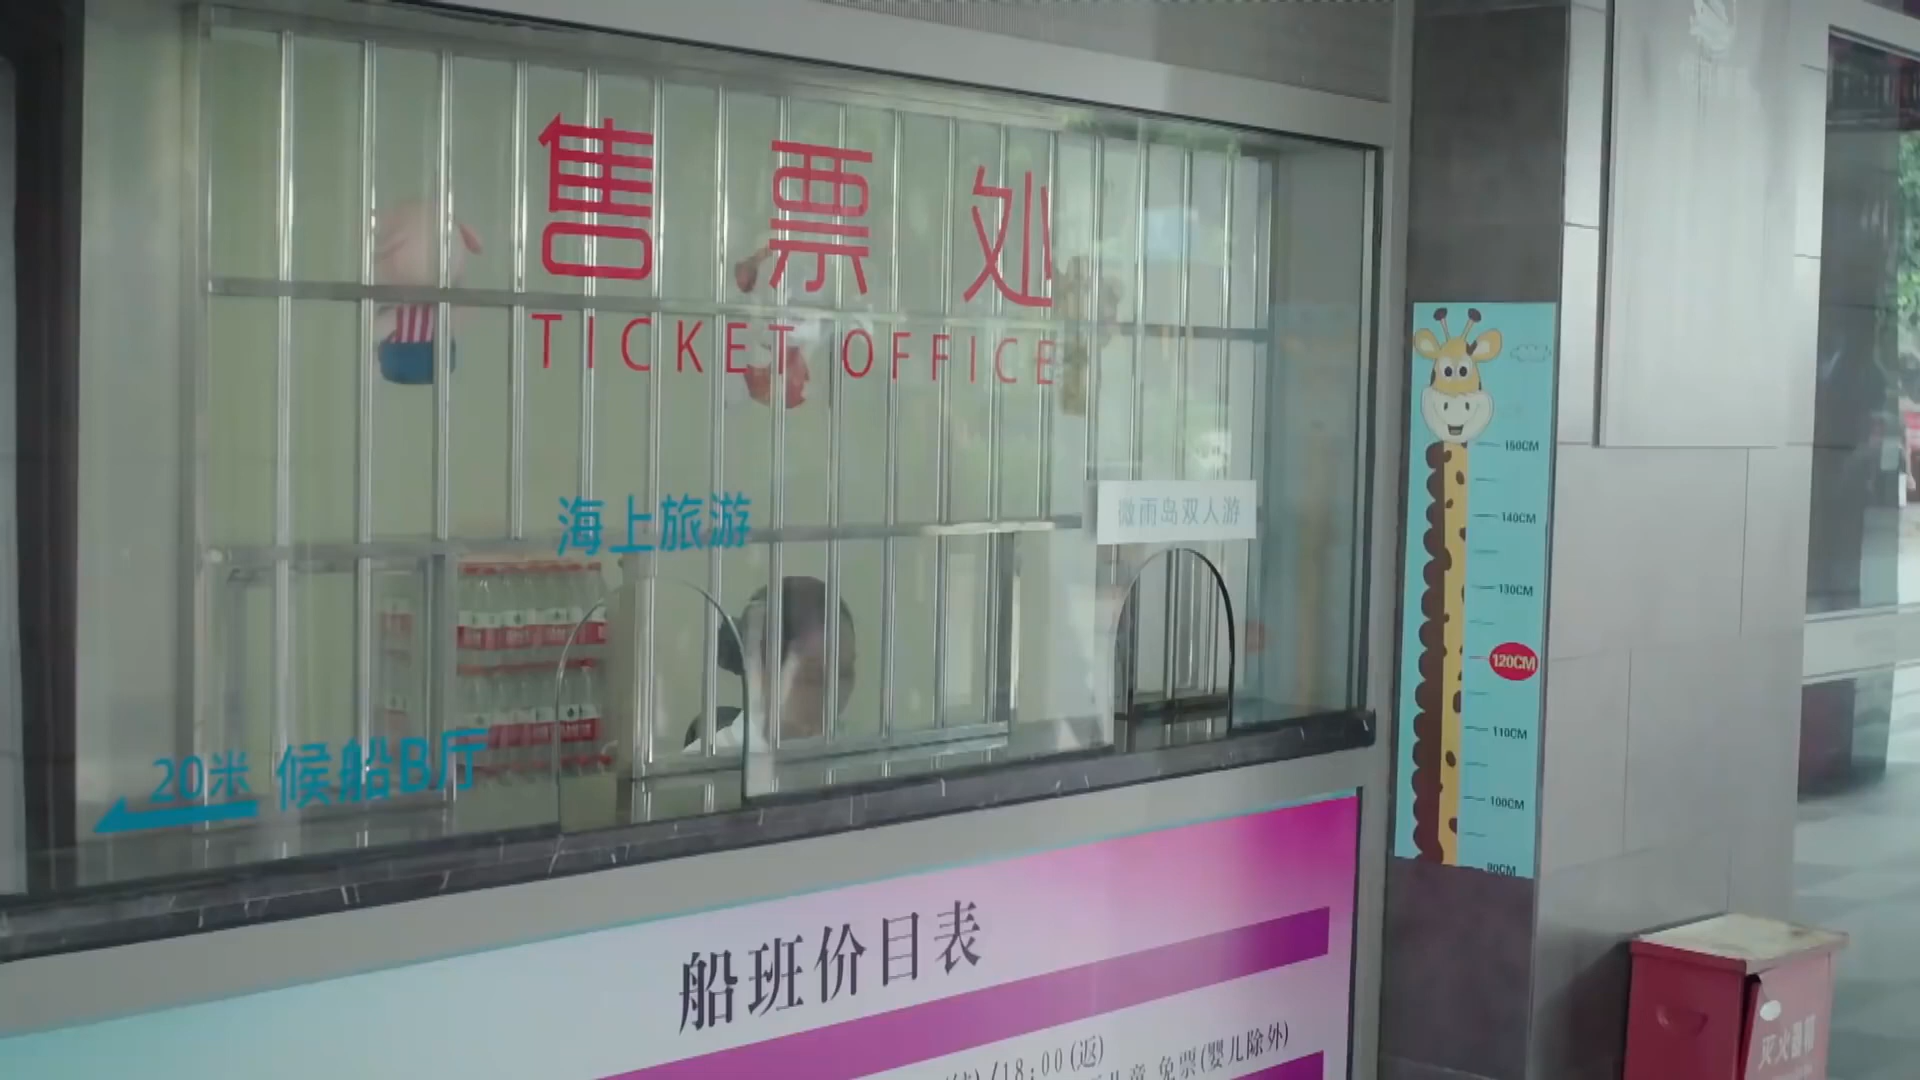 售票处
TICKET OFFICE
海上旅游
微雨岛双人游
20米 候船B厅
船班价目表
/18:00(返)
免票(婴儿除外)
150CM
140CM
130CM
120CM
110CM
100CM
90CM
灭火器箱